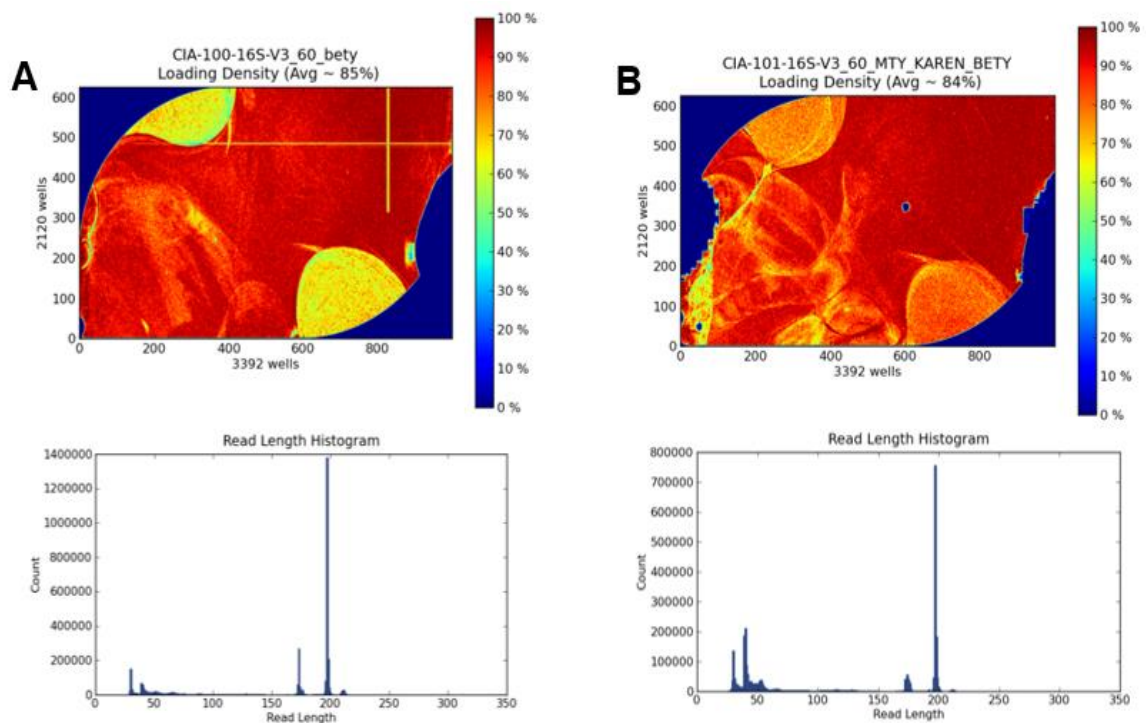 A
CIA-100-16S-V3_60_bety
Loading Density (Avg ~ 85%)
2120 wells
600
500
400
300
200
100
0
0 200 400 600 800
3392 wells
100 %
90 %
80 %
70 %
60 %
50 %
40 %
30 %
20 %
10 %
0 %
B
CIA-101-16S-V3_60_MTY_KAREN_BETY
Loading Density (Avg ~ 84%)
2120 wells
600
500
400
300
200
100
0
0 200 400 600 800
3392 wells
100 %
90 %
80 %
70 %
60 %
50 %
40 %
30 %
20 %
10 %
0 %
Read Length Histogram
Count
1400000
1200000
1000000
800000
600000
400000
200000
0
0 50 100 150 200 250 300 350
Read Length
Read Length Histogram
Count
800000
700000
600000
500000
400000
300000
200000
100000
0
0 50 100 150 200 250 300 350
Read Length